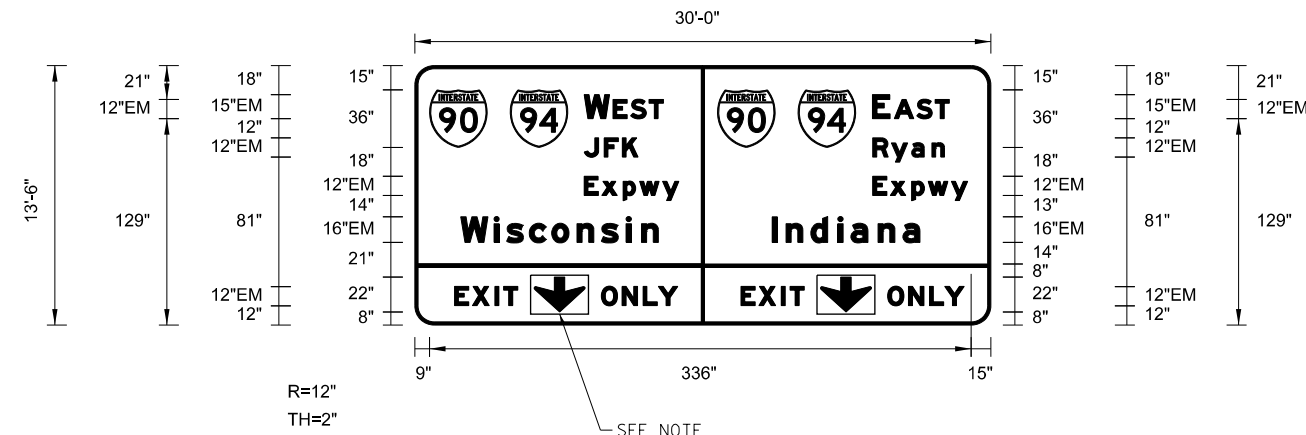 30'-0"
13'-6"
21"
12"EM
129"
18"
15"EM
12"
12"EM
81"
12"EM
12"
15"
36"
18"
12"EM
14"
16"EM
21"
22"
8"
INTERSTATE 90
INTERSTATE 94
WEST
JFK
Expwy
Wisconsin
EXIT ONLY
INTERSTATE 90
INTERSTATE 94
EAST
Ryan
Expwy
Indiana
EXIT ONLY
15"
36"
18"
12"EM
13"
16"EM
14"
8"
22"
8"
18"
15"EM
12"
12"EM
81"
12"EM
12"
21"
12"EM
129"
9"
336"
15"
R=12"
TH=2"
SEE NOTE